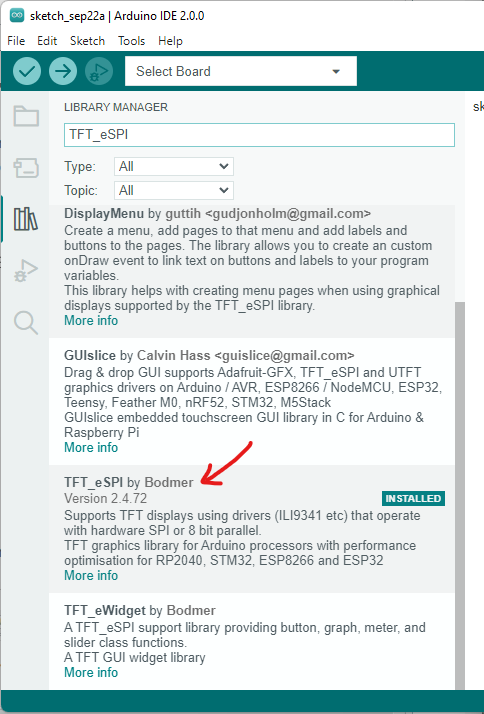 sketch_sep22a | Arduino IDE 2.0.0
File Edit Sketch Tools Help
Select Board
LIBRARY MANAGER
sk
TFT_eSPI
Type: All
Topic: All
DisplayMenu by guttih <gudjonholm@gmail.com>
Create a menu, add pages to that menu and add labels and
buttons to the pages. The library allows you to create an custom
onDraw event to link text on buttons and labels to your program
variables.
This library helps with creating menu pages when using graphical
displays supported by the TFT_eSPI library.
More info
GUIslice by Calvin Hass <guislice@gmail.com>
Drag & drop GUI supports Adafruit-GFX, TFT_eSPI and UTFT
graphics drivers on Arduino / AVR, ESP8266 / NodeMCU, ESP32,
Teensy, Feather M0, nRF52, STM32, M5Stack
GUIslice embedded touchscreen GUI library in C for Arduino &
Raspberry Pi
More info
TFT_eSPI by Bodmer
Version 2.4.72 INSTALLED
Supports TFT displays using drivers (ILI9341 etc) that operate
with hardware SPI or 8 bit parallel.
TFT graphics library for Arduino processors with performance
optimisation for RP2040, STM32, ESP8266 and ESP32
More info
TFT_eWidget by Bodmer
A TFT_eSPI support library providing button, graph, meter, and
slider class functions.
A TFT GUI widget library
More info